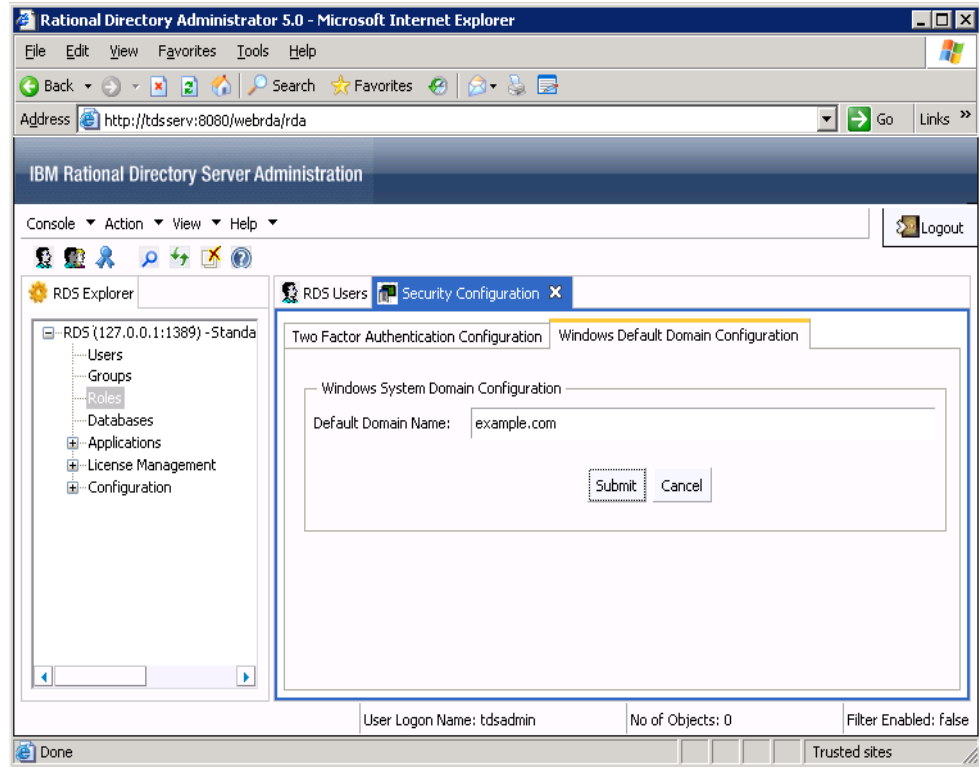 Rational Directory Administrator 5.0 - Microsoft Internet Explorer
File Edit View Favorites Tools Help
Back Search Favorites
Address http://tdsserv:8080/webrda/rda Go Links »
IBM Rational Directory Server Administration
Console Action View Help
Logout
RDS Explorer
RDS Users Security Configuration
RDS (127.0.0.1:1389) -Standa
Users
Groups
Roles
Databases
Applications
License Management
Configuration
Two Factor Authentication Configuration Windows Default Domain Configuration
Windows System Domain Configuration
Default Domain Name: example.com
Submit Cancel
User Logon Name: tdsadmin No of Objects: 0 Filter Enabled: false
Done Trusted sites